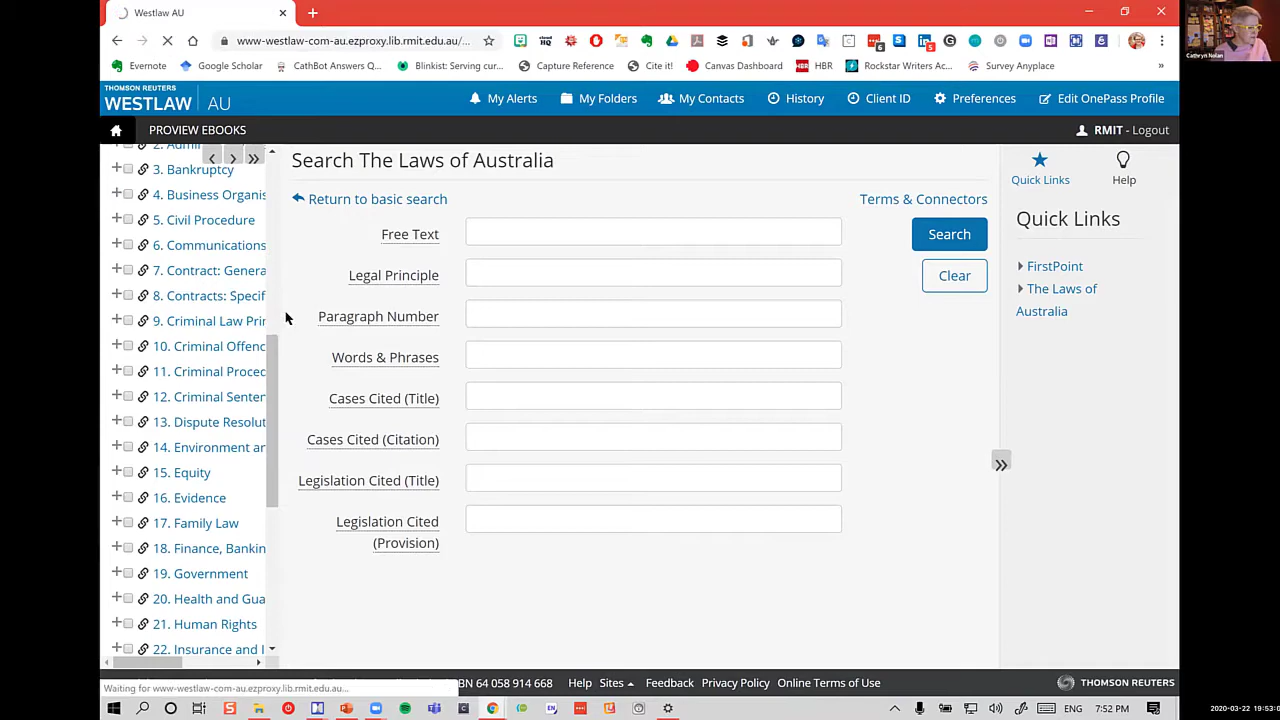 Westlaw AU
www-westlaw-com-au.ezproxy.lib.rmit.edu.au/...
Cathryn Nolan
Evernote
Google Scholar
CathBot Answers Q...
Blinkist: Serving cur...
Capture Reference
Cite it!
Canvas Dashboard
HBR
Rockstar Writers Ac...
Survey Anyplace
»
THOMSON REUTERS
WESTLAW AU
My Alerts
My Folders
My Contacts
History
Client ID
Preferences
Edit OnePass Profile
PROVIEW EBOOKS
RMIT - Logout
3. Bankruptcy
4. Business Organis
5. Civil Procedure
6. Communications
7. Contract: Genera
8. Contracts: Specif
9. Criminal Law Prin
10. Criminal Offenc
11. Criminal Proced
12. Criminal Senten
13. Dispute Resolut
14. Environment ar
15. Equity
16. Evidence
17. Family Law
18. Finance, Bankin
19. Government
20. Health and Gua
21. Human Rights
22. Insurance and I
Search The Laws of Australia
Return to basic search
Terms & Connectors
Free Text
Search
Legal Principle
Clear
Paragraph Number
Words & Phrases
Cases Cited (Title)
Cases Cited (Citation)
Legislation Cited (Title)
Legislation Cited
(Provision)
Quick Links
Help
Quick Links
FirstPoint
The Laws of
Australia
Waiting for www-westlaw-com-au.ezproxy.lib.rmit.edu.au...
BN 64 058 914 668
Help
Sites
Feedback
Privacy Policy
Online Terms of Use
THOMSON REUTERS
ENG
7:52 PM
2020-03-22 19:53:0